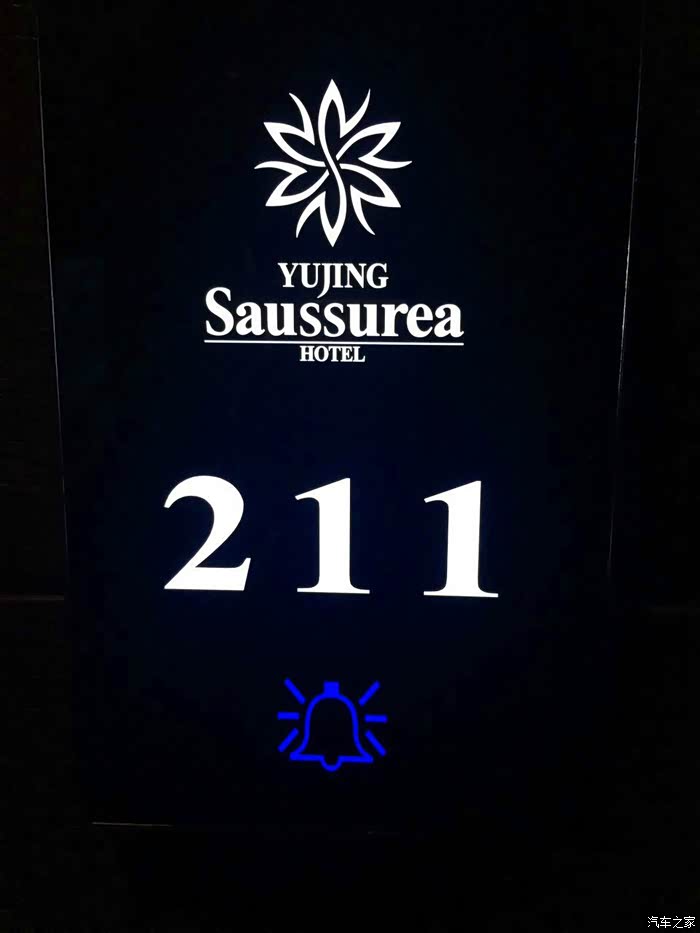 YUJING
Saussurea
HOTEL
211
汽车之家